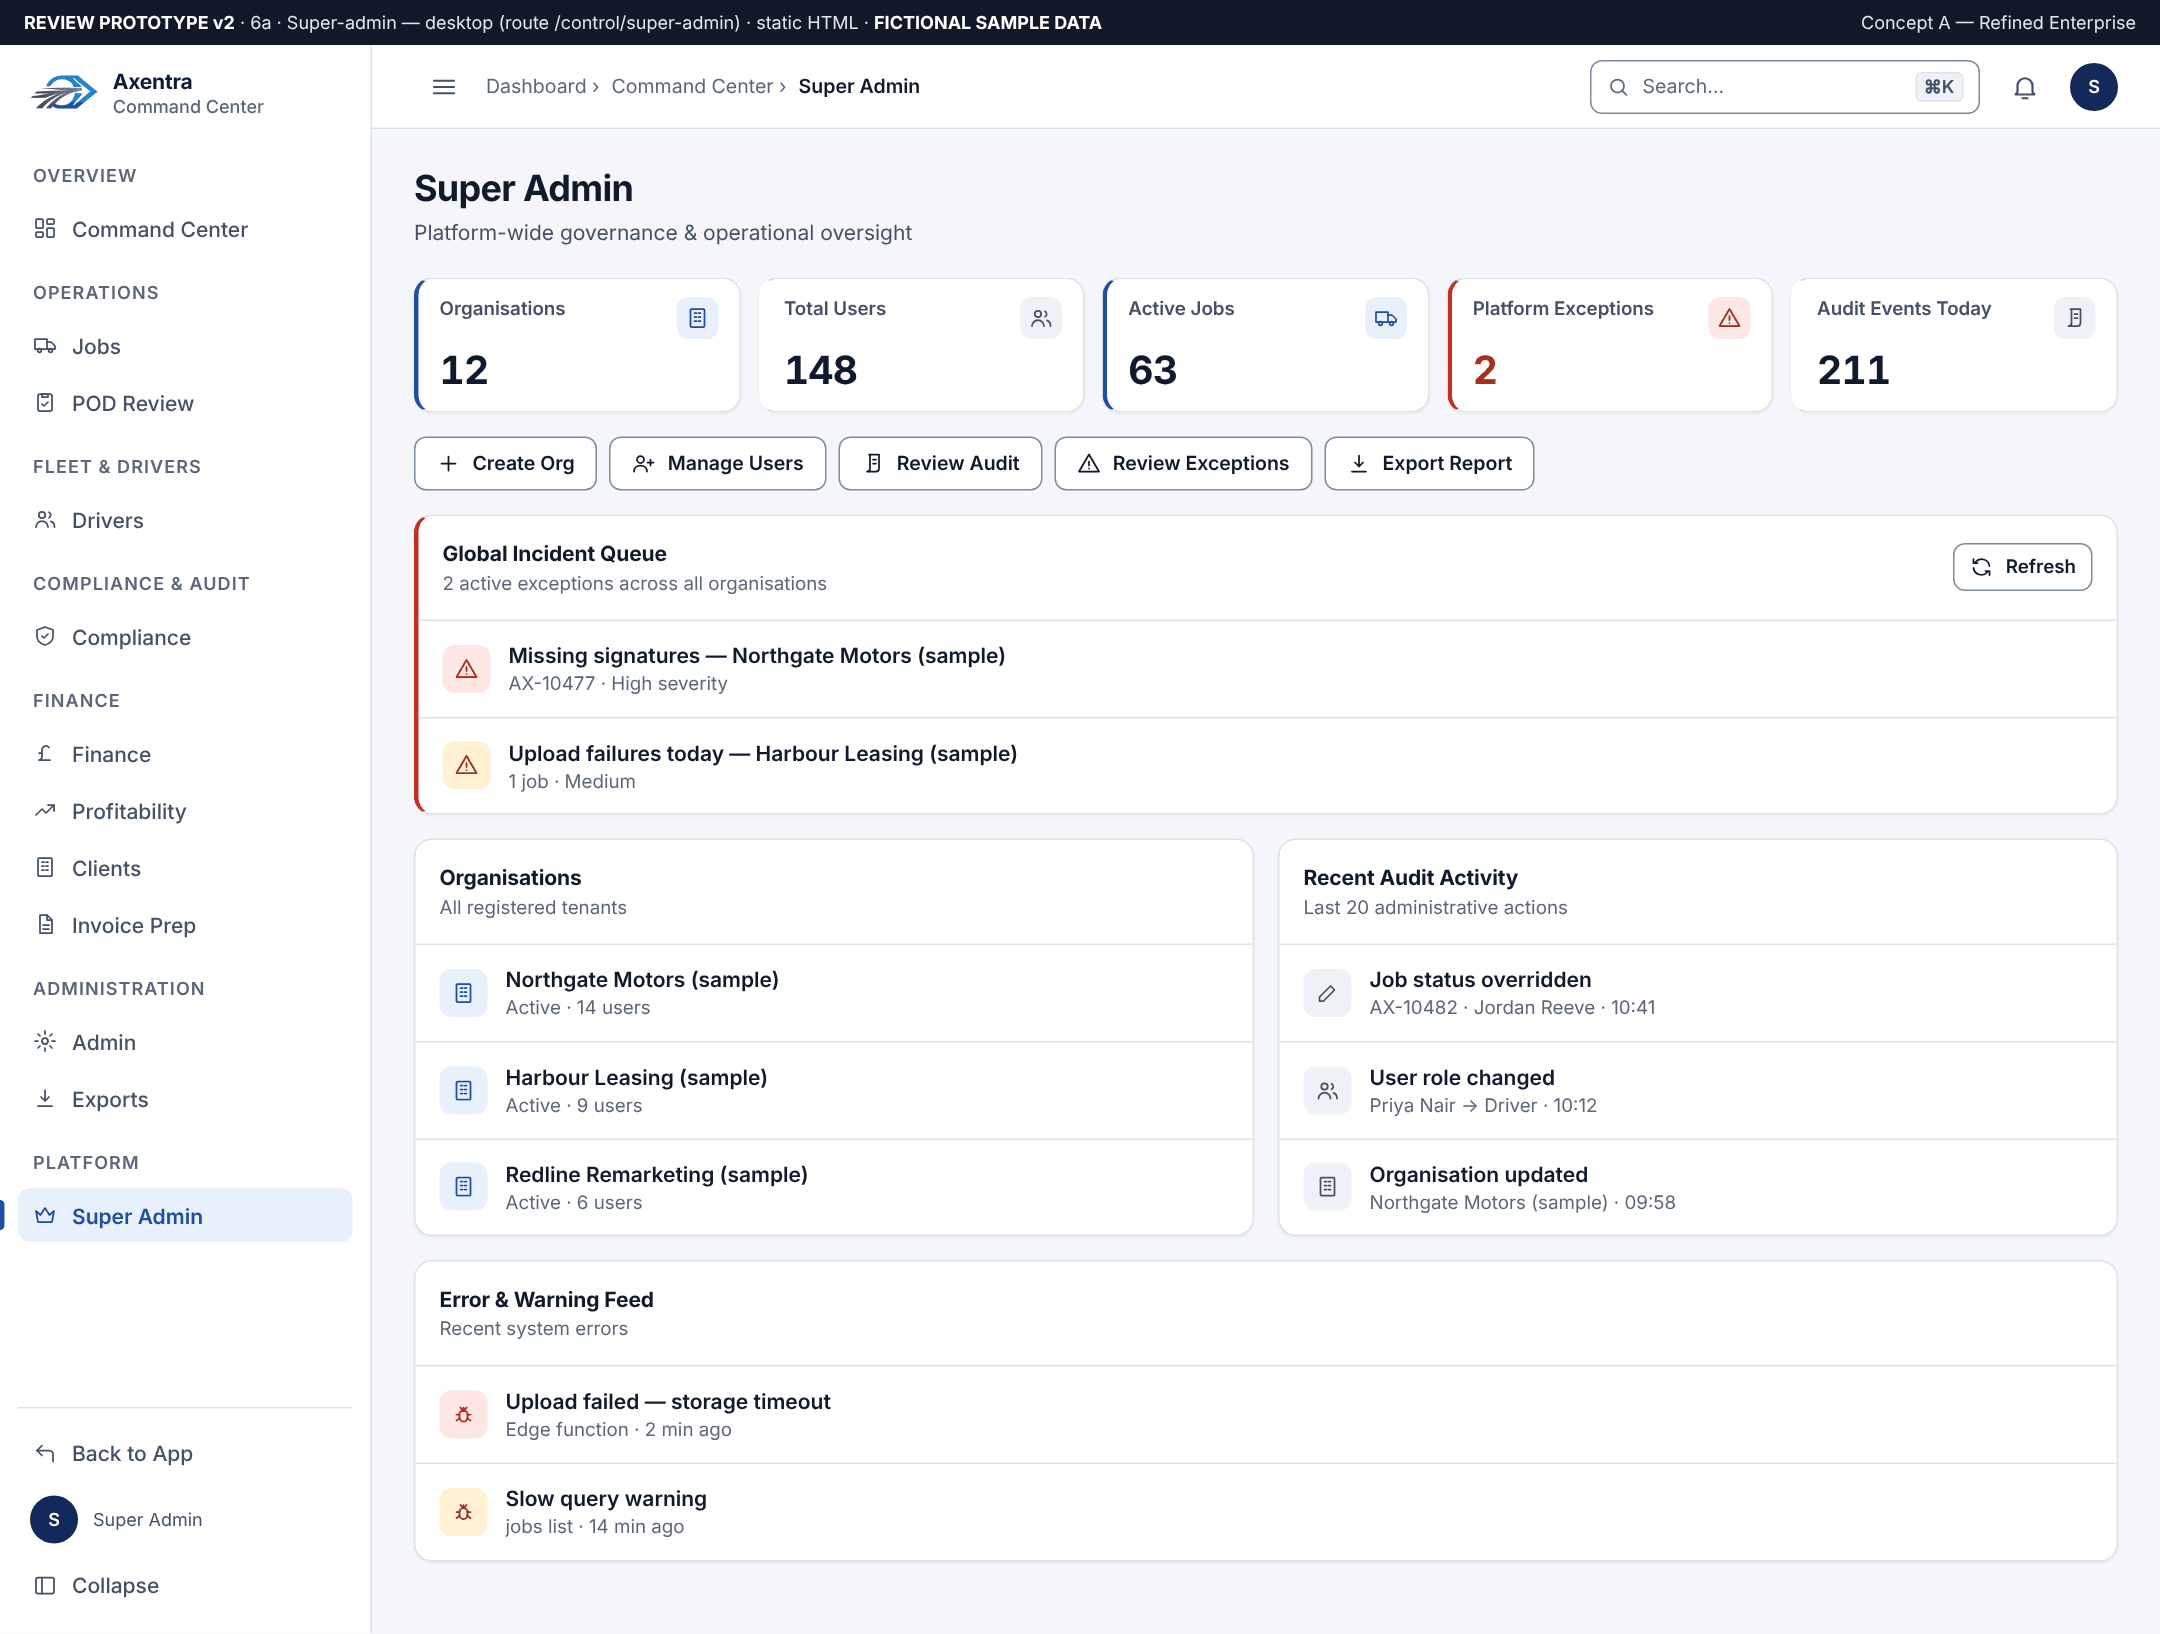 REVIEW PROTOTYPE v2 · 6a · Super-admin — desktop (route /control/super-admin) · static HTML · FICTIONAL SAMPLE DATA
Concept A — Refined Enterprise
Axentra
Command Center
OVERVIEW
Command Center
OPERATIONS
Jobs
POD Review
FLEET & DRIVERS
Drivers
COMPLIANCE & AUDIT
Compliance
FINANCE
£ Finance
Profitability
Clients
Invoice Prep
ADMINISTRATION
Admin
Exports
PLATFORM
Super Admin
Back to App
S Super Admin
Collapse
Dashboard › Command Center › Super Admin
Search... ⌘K
S
Super Admin
Platform-wide governance & operational oversight
Organisations
12
Total Users
148
Active Jobs
63
Platform Exceptions
2
Audit Events Today
211
Create Org
Manage Users
Review Audit
Review Exceptions
Export Report
Global Incident Queue
2 active exceptions across all organisations
Refresh
Missing signatures — Northgate Motors (sample)
AX-10477 · High severity
Upload failures today — Harbour Leasing (sample)
1 job · Medium
Organisations
All registered tenants
Northgate Motors (sample)
Active · 14 users
Harbour Leasing (sample)
Active · 9 users
Redline Remarketing (sample)
Active · 6 users
Recent Audit Activity
Last 20 administrative actions
Job status overridden
AX-10482 · Jordan Reeve · 10:41
User role changed
Priya Nair → Driver · 10:12
Organisation updated
Northgate Motors (sample) · 09:58
Error & Warning Feed
Recent system errors
Upload failed — storage timeout
Edge function · 2 min ago
Slow query warning
jobs list · 14 min ago